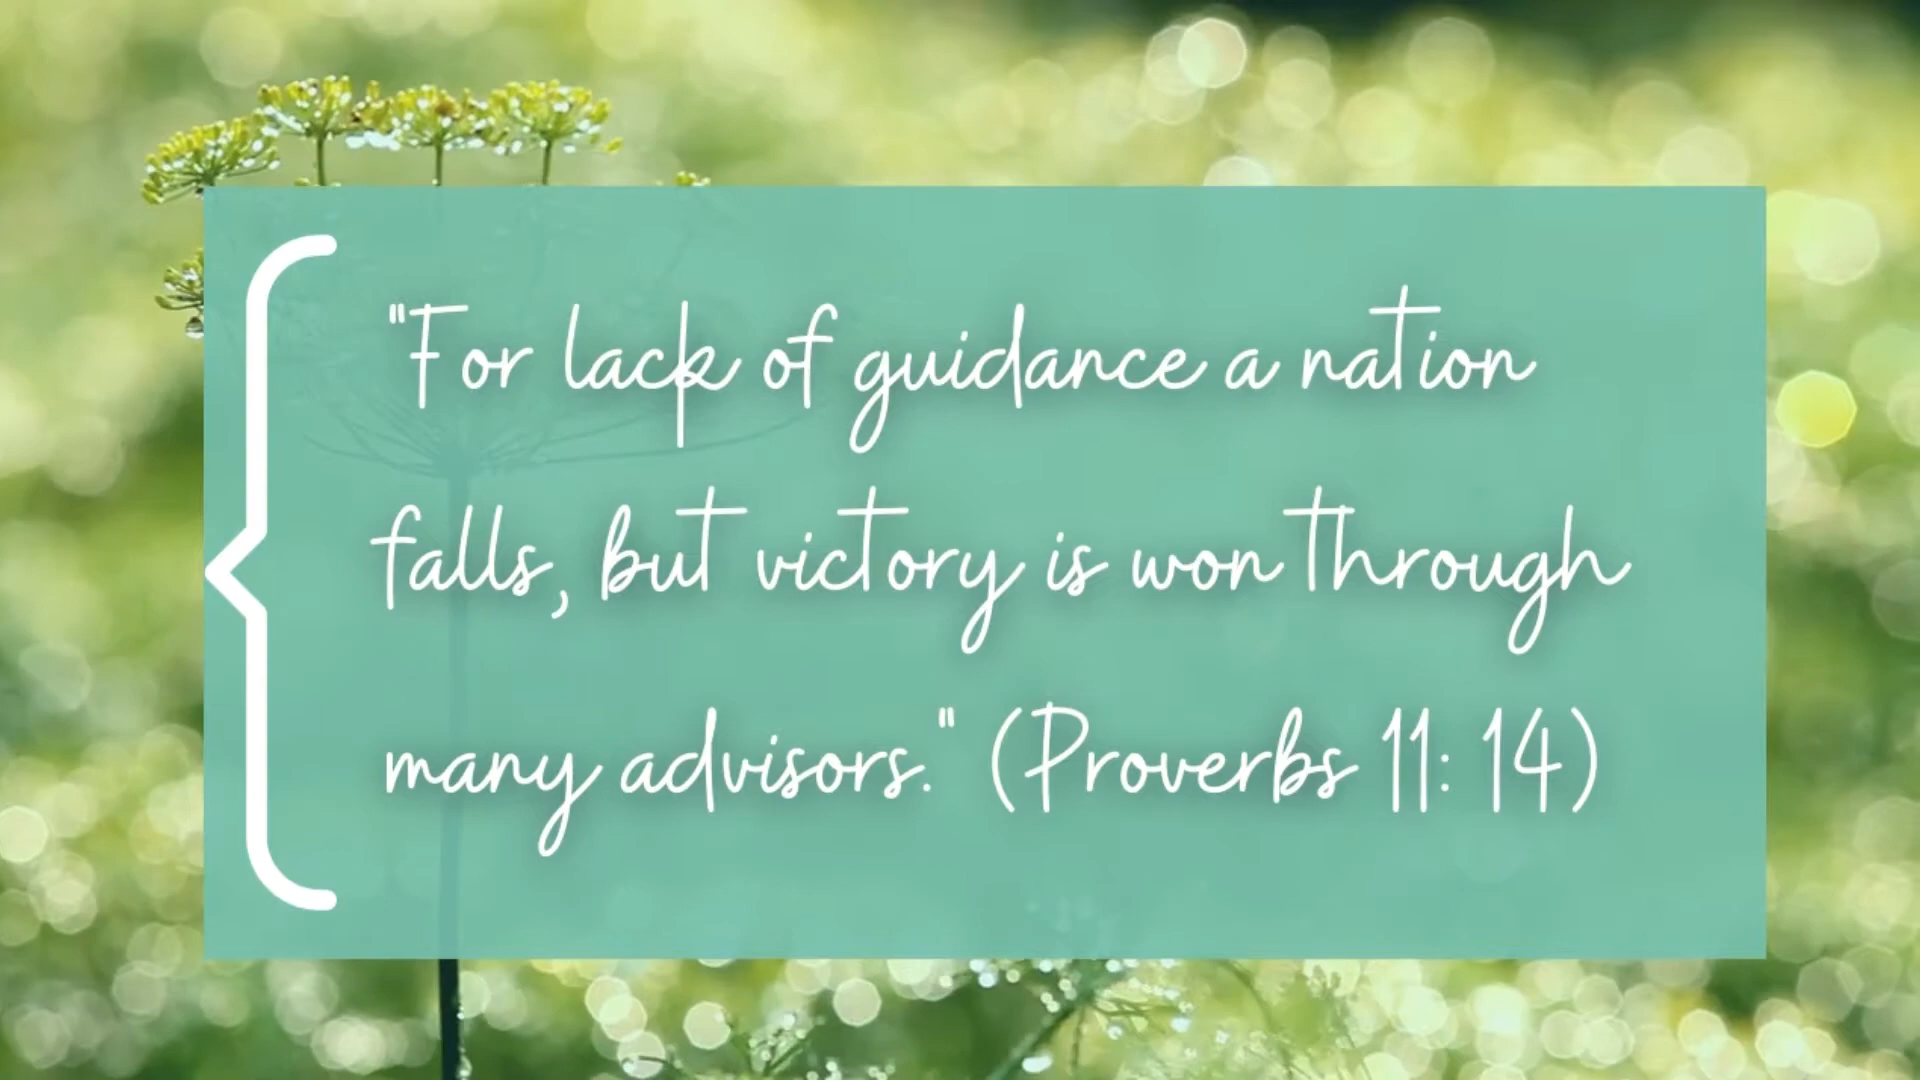 "For lack of guidance a nation
falls, but victory is won through
many advisors." (Proverbs 11: 14)